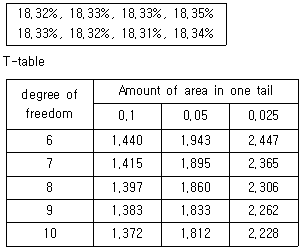 18.32%, 18.33%, 18.33%, 18.35%
18.33%, 18.32%, 18.31%, 18.34%
T-table
degree of freedom Amount of area in one tail
0.1 0.05 0.025
6 1.440 1.943 2.447
7 1.415 1.895 2.365
8 1.397 1.860 2.306
9 1.383 1.833 2.262
10 1.372 1.812 2.228